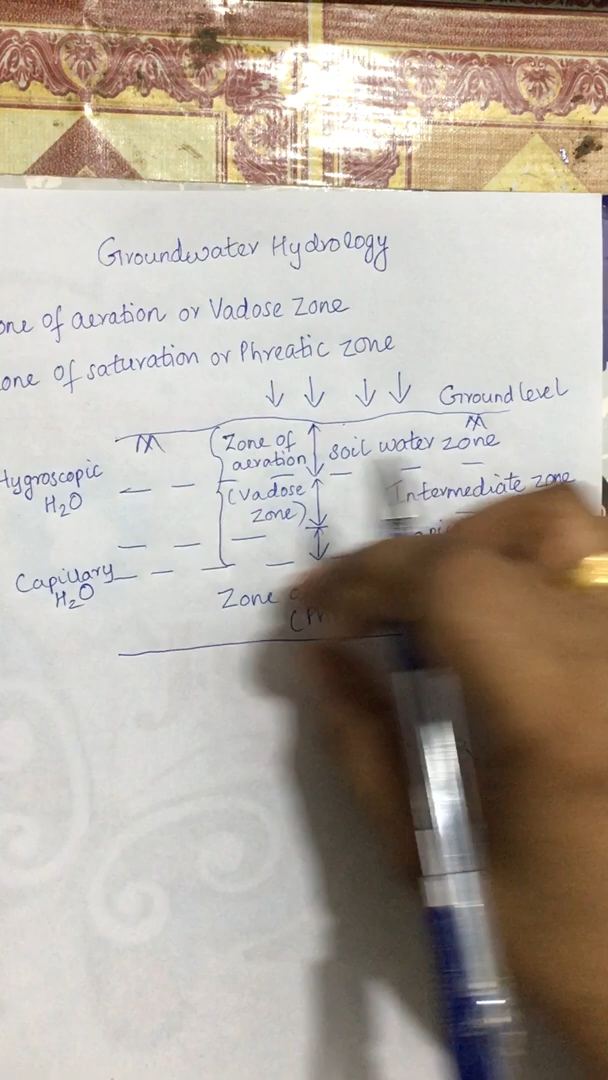 Groundwater Hydrology
one of aeration or Vadose Zone
one of saturation or Phreatic zone
Ground level
Zone of
aeration
(Vadose
zone)
soil water zone
Hygroscopic
H₂O
Intermediate zone
Capillary
H₂O
Zone